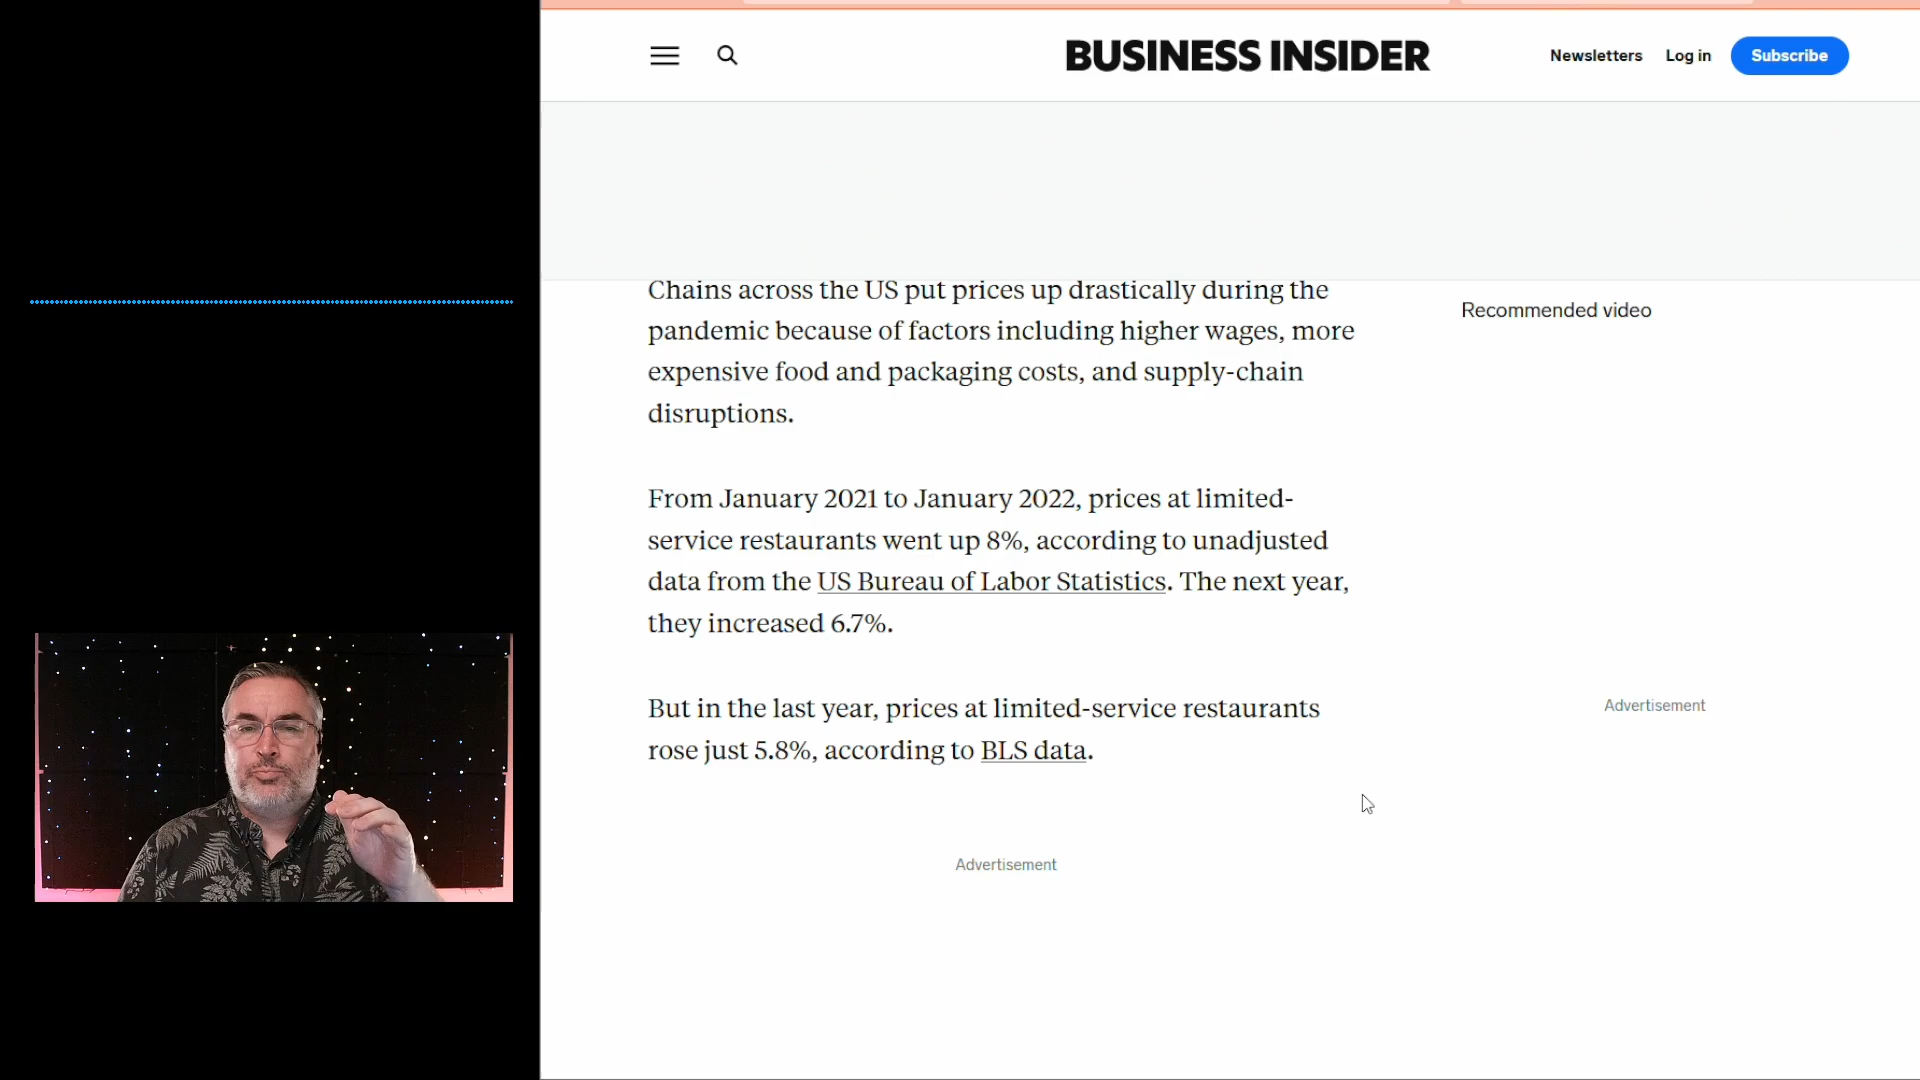 BUSINESS INSIDER
Newsletters
Log in
Subscribe
Chains across the US put prices up drastically during the
pandemic because of factors including higher wages, more
expensive food and packaging costs, and supply-chain
disruptions.
From January 2021 to January 2022, prices at limited-
service restaurants went up 8%, according to unadjusted
data from the US Bureau of Labor Statistics. The next year,
they increased 6.7%.
But in the last year, prices at limited-service restaurants
rose just 5.8%, according to BLS data.
Advertisement
Recommended video
Advertisement